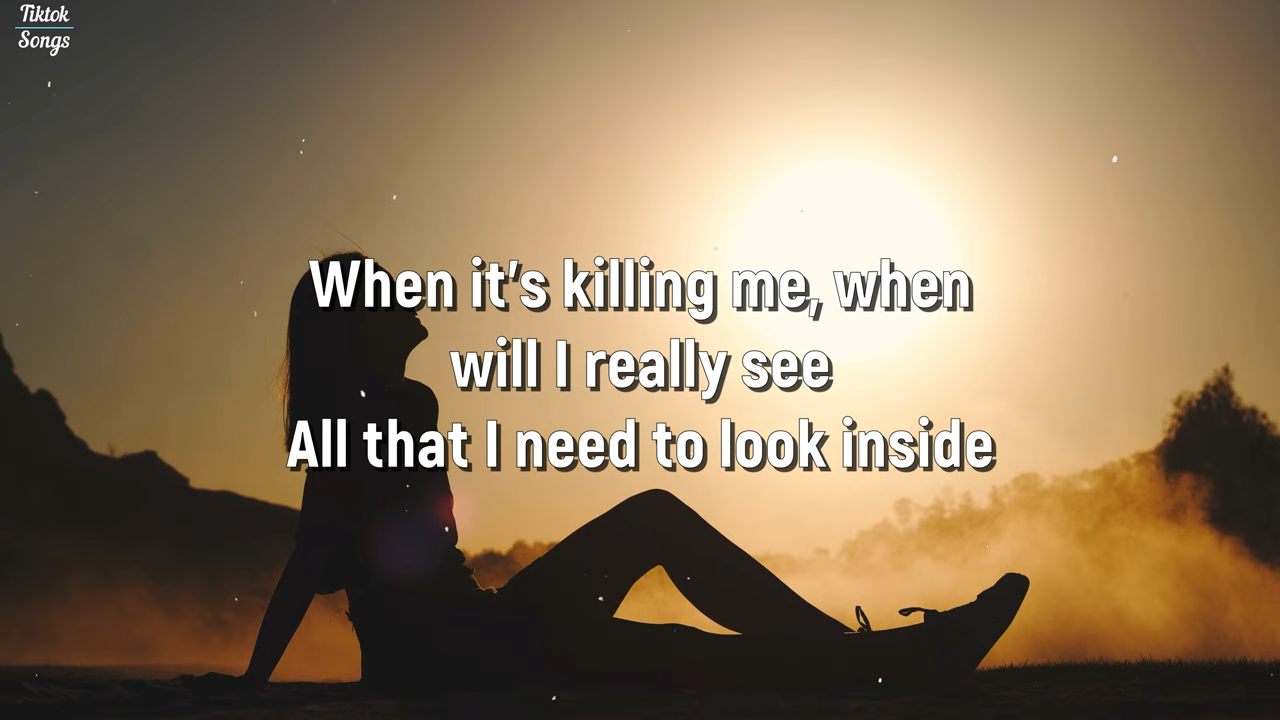 Tiktok
Songs
When it's killing me, when
will I really see
All that I need to look inside